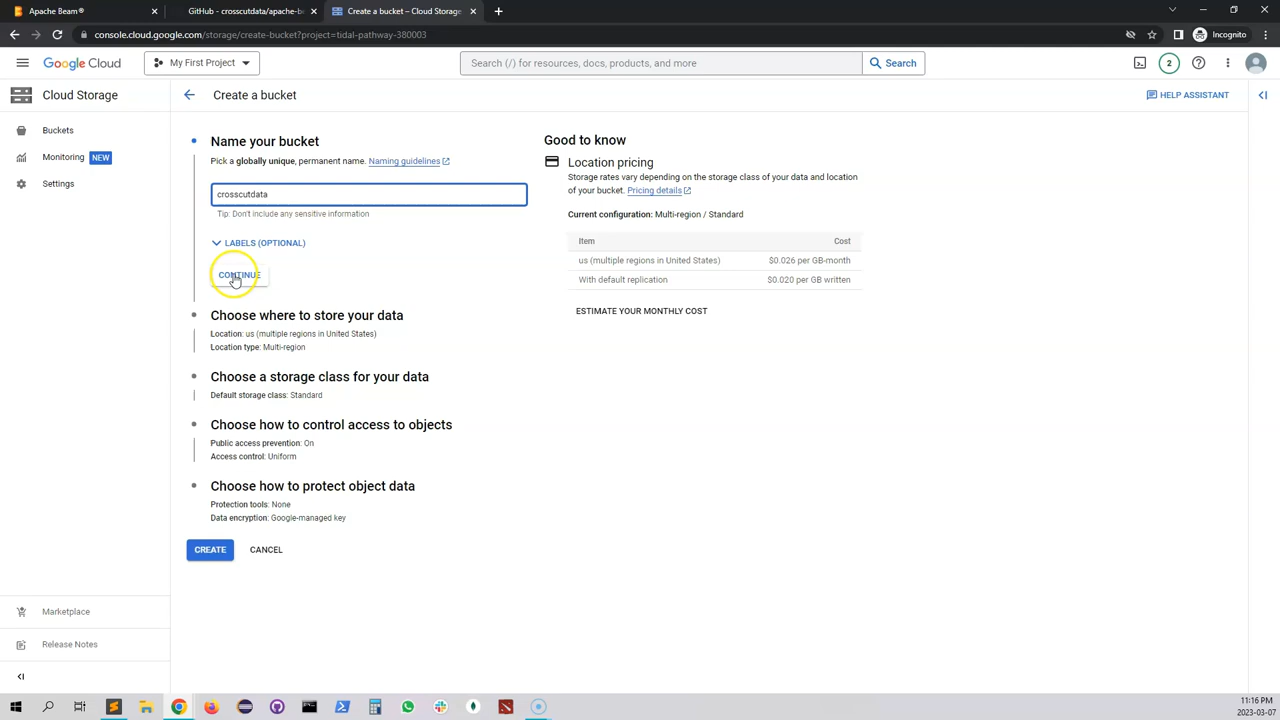 Apache Beam ®
GitHub - crosscut/apache-b
Create a bucket – Cloud Storage
console.cloud.google.com/storage/create-bucket?project=tidal-pathway-380003
Incognito
Google Cloud
My First Project
Search (/) for resources, docs, products, and more
Search
2
Cloud Storage
Create a bucket
HELP ASSISTANT
Buckets
Monitoring NEW
Settings
Name your bucket
Pick a globally unique, permanent name. Naming guidelines
crosscutdata
Tip: Don't include any sensitive information
LABELS (OPTIONAL)
CONTINUE
Choose where to store your data
Location: us (multiple regions in United States)
Location type: Multi-region
Choose a storage class for your data
Default storage class: Standard
Choose how to control access to objects
Public access prevention: On
Access control: Uniform
Choose how to protect object data
Protection tools: None
Data encryption: Google-managed key
CREATE
CANCEL
Good to know
Location pricing
Storage rates vary depending on the storage class of your data and location
of your bucket. Pricing details
Current configuration: Multi-region / Standard
Item Cost
us (multiple regions in United States) $0.026 per GB-month
With default replication $0.020 per GB written
ESTIMATE YOUR MONTHLY COST
Marketplace
Release Notes
11:16 PM
2023-03-07